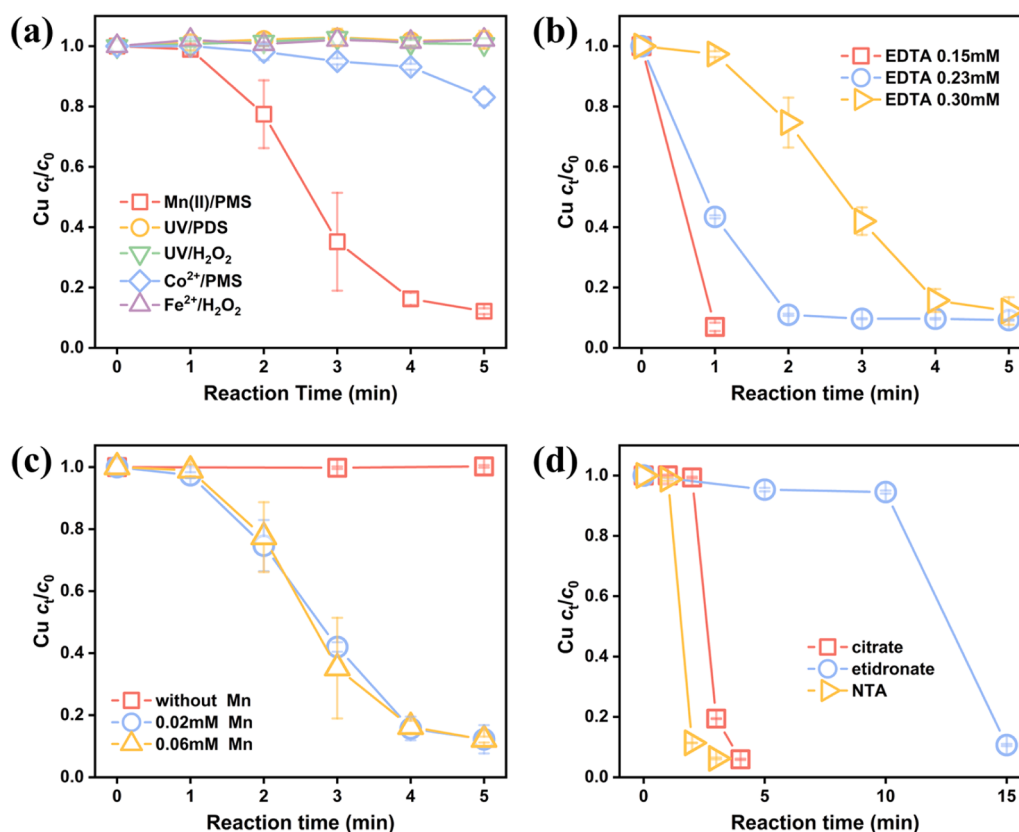 (a)
Cu cₜ/c₀
1.0
0.8
0.6
0.4
0.2
0.0
Mn(II)/PMS
UV/PDS
UV/H₂O₂
Co²⁺/PMS
Fe²⁺/H₂O₂
0 1 2 3 4 5
Reaction Time (min)
(b)
Cu cₜ/c₀
1.0
0.8
0.6
0.4
0.2
0.0
EDTA 0.15mM
EDTA 0.23mM
EDTA 0.30mM
0 1 2 3 4 5
Reaction time (min)
(c)
Cu cₜ/c₀
1.0
0.8
0.6
0.4
0.2
0.0
without Mn
0.02mM Mn
0.06mM Mn
0 1 2 3 4 5
Reaction time (min)
(d)
Cu cₜ/c₀
1.0
0.8
0.6
0.4
0.2
0.0
citrate
etidronate
NTA
0 5 10 15
Reaction time (min)